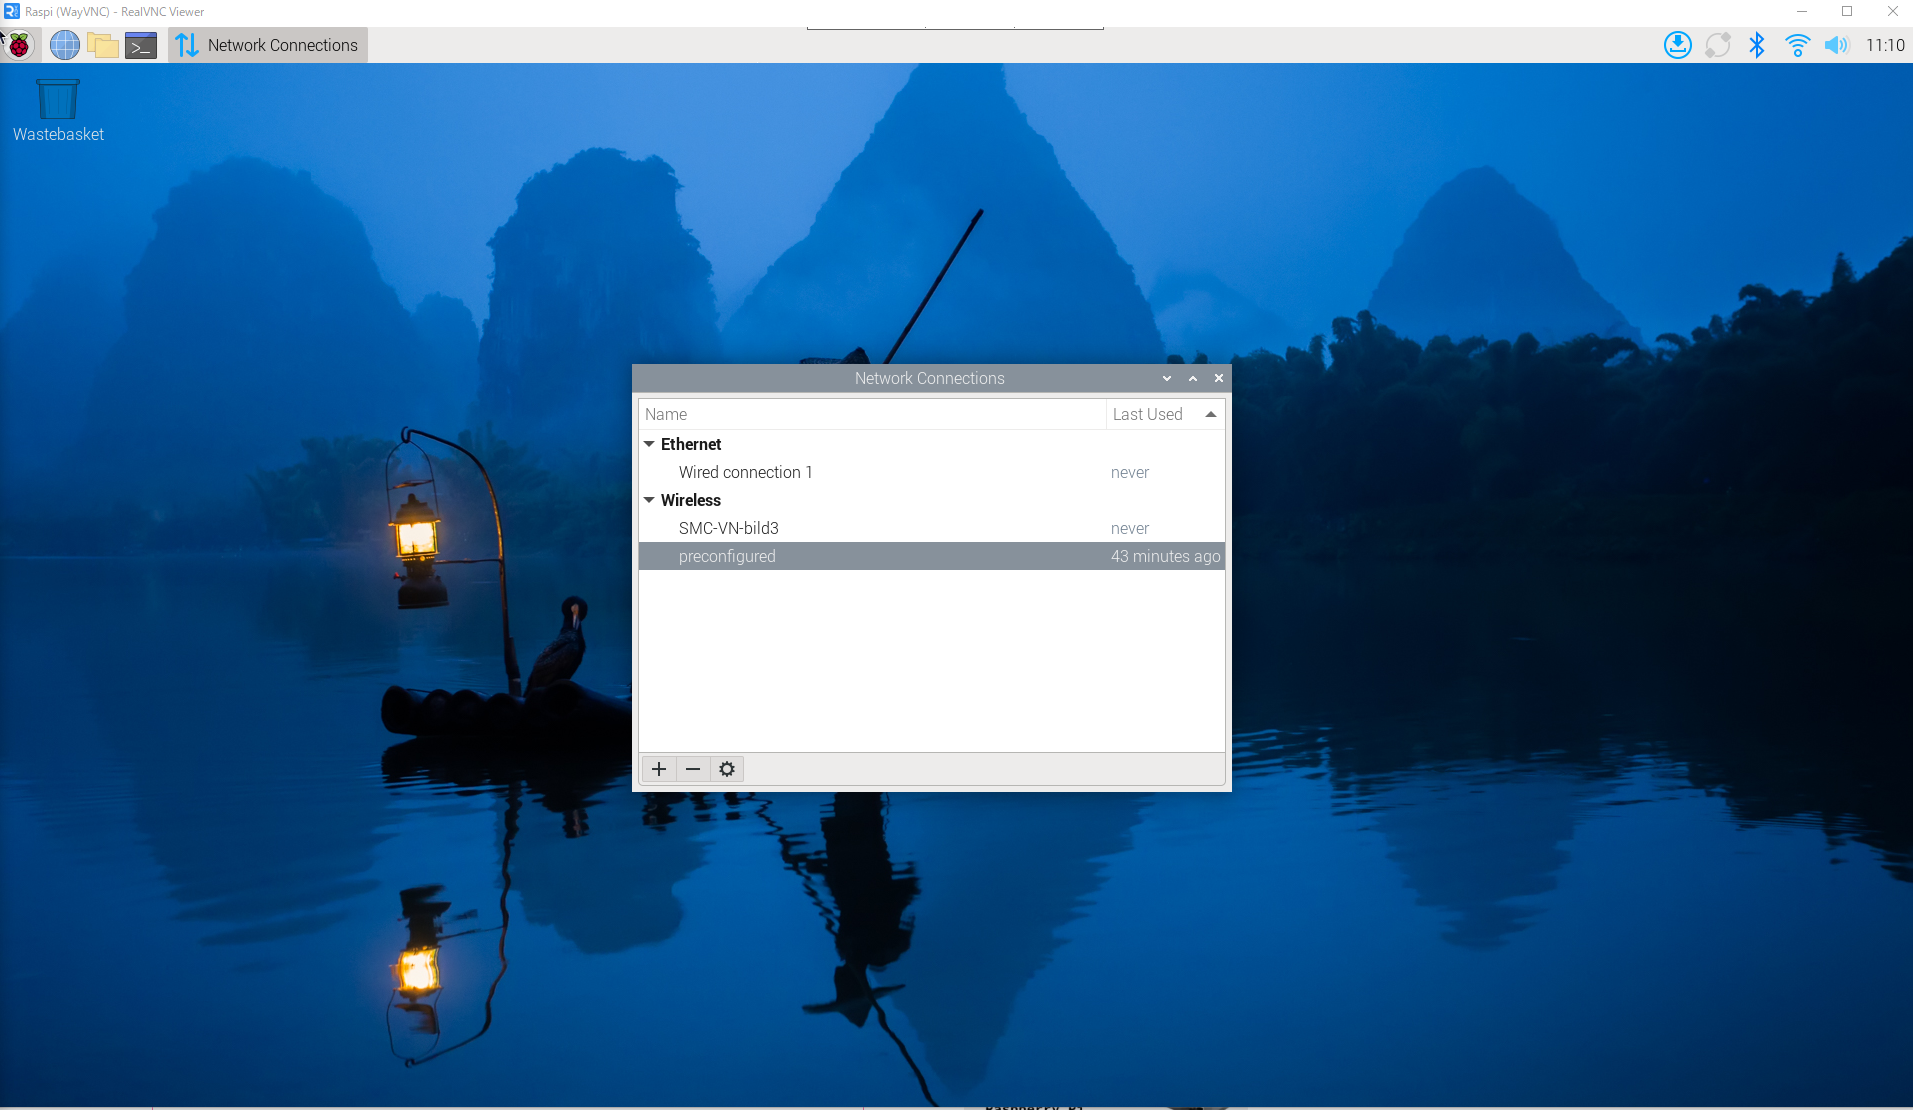 Raspi (WayVNC) - RealVNC Viewer
Network Connections
11:10
Wastebasket
Network Connections
Name Last Used
Ethernet
Wired connection 1 never
Wireless
SMC-VN-bild3 never
preconfigured 43 minutes ago